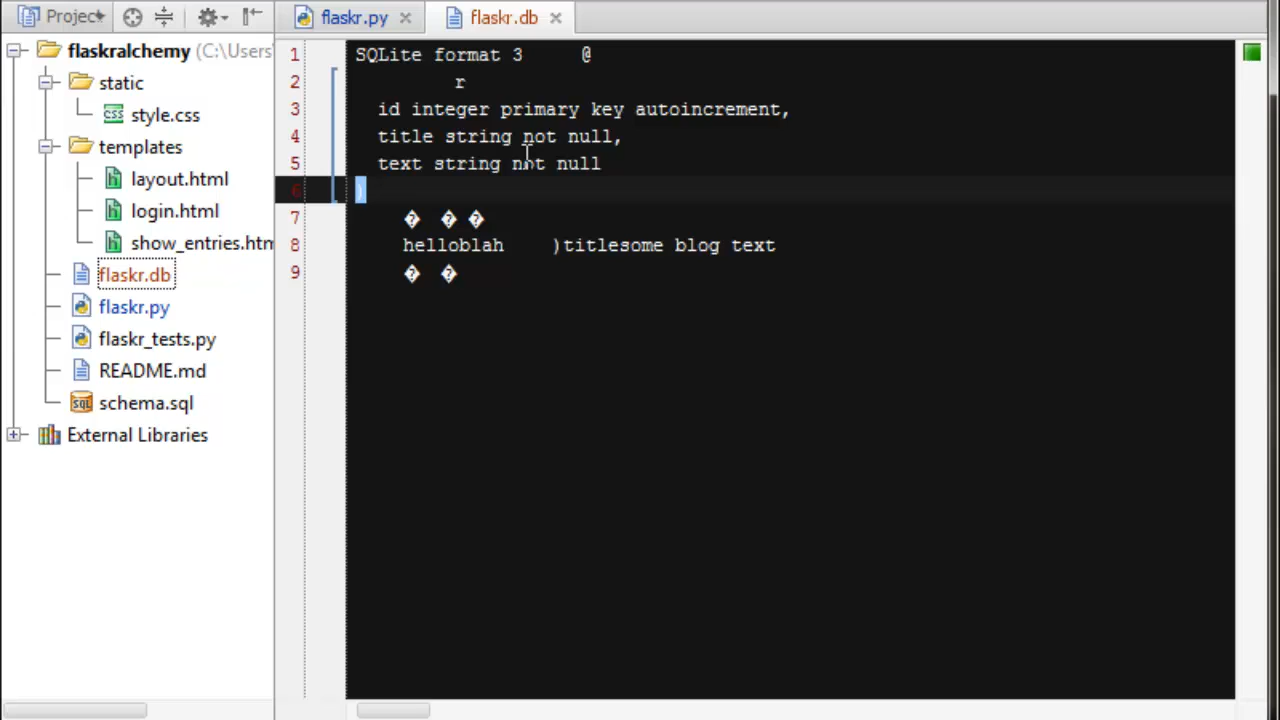 Project
flaskr.py
flaskr.db
flaskralchemy (C:\Users
static
style.css
templates
layout.html
login.html
show_entries.htm
flaskr.db
flaskr.py
flaskr_tests.py
README.md
schema.sql
External Libraries
1 SQLite format 3 @
2 r
3 id integer primary key autoincrement,
4 title string not null,
5 text string not null
6 )
7 � � �
8 helloblah )titlesome blog text
9 � �